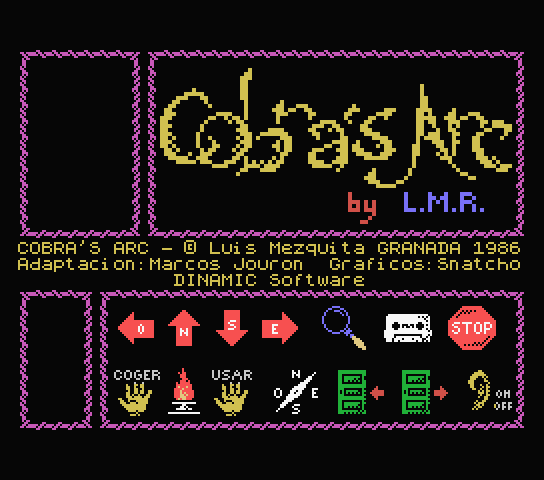 Cobra's Arc
by L.M.R.
COBRA'S ARC - © Luis Mezquita GRANADA 1986
Adaptacion:Marcos Jouron Graficos:Snatcho
DINAMIC Software
O N S E STOP
COGER USAR
N
O E
S
ON
OFF